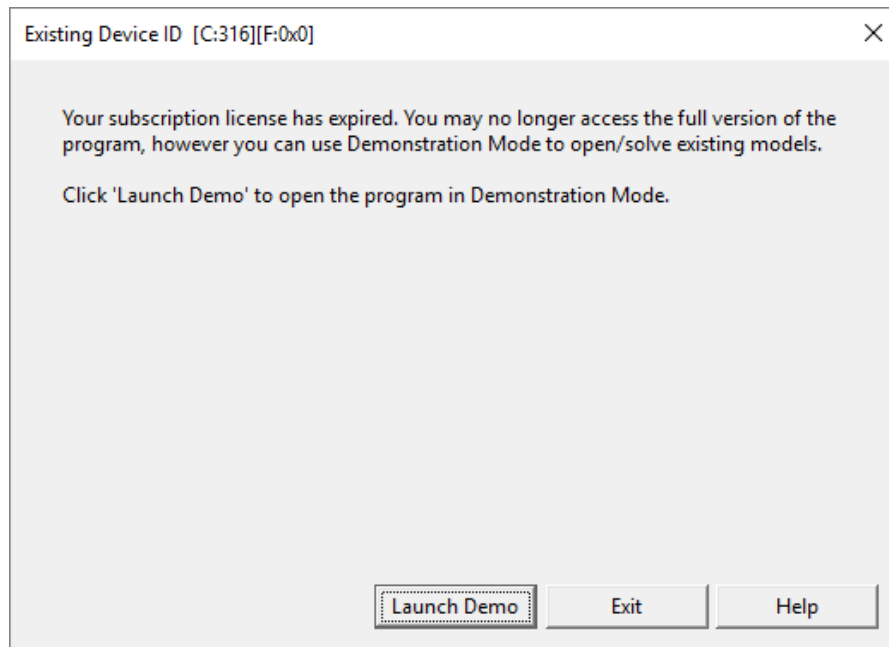 Existing Device ID  [C:316][F:0x0]
Your subscription license has expired. You may no longer access the full version of the
program, however you can use Demonstration Mode to open/solve existing models.
Click 'Launch Demo' to open the program in Demonstration Mode.
Launch Demo
Exit
Help